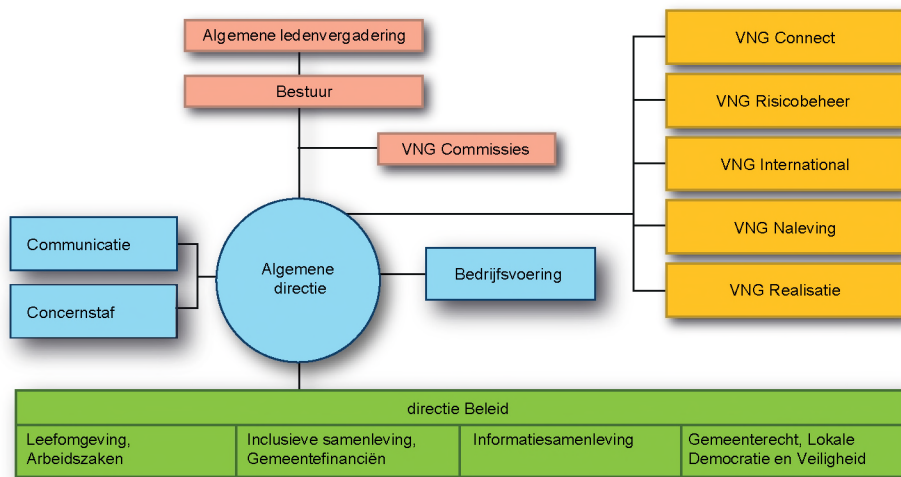 Algemene ledenvergadering
Bestuur
VNG Commissies
Algemene
directie
Communicatie
Concernstaf
Bedrijfsvoering
VNG Connect
VNG Risicobeheer
VNG International
VNG Naleving
VNG Realisatie
directie Beleid
Leefomgeving,
Arbeidszaken
Inclusieve samenleving,
Gemeentefinanciën
Informatiesamenleving
Gemeenterecht, Lokale
Democratie en Veiligheid